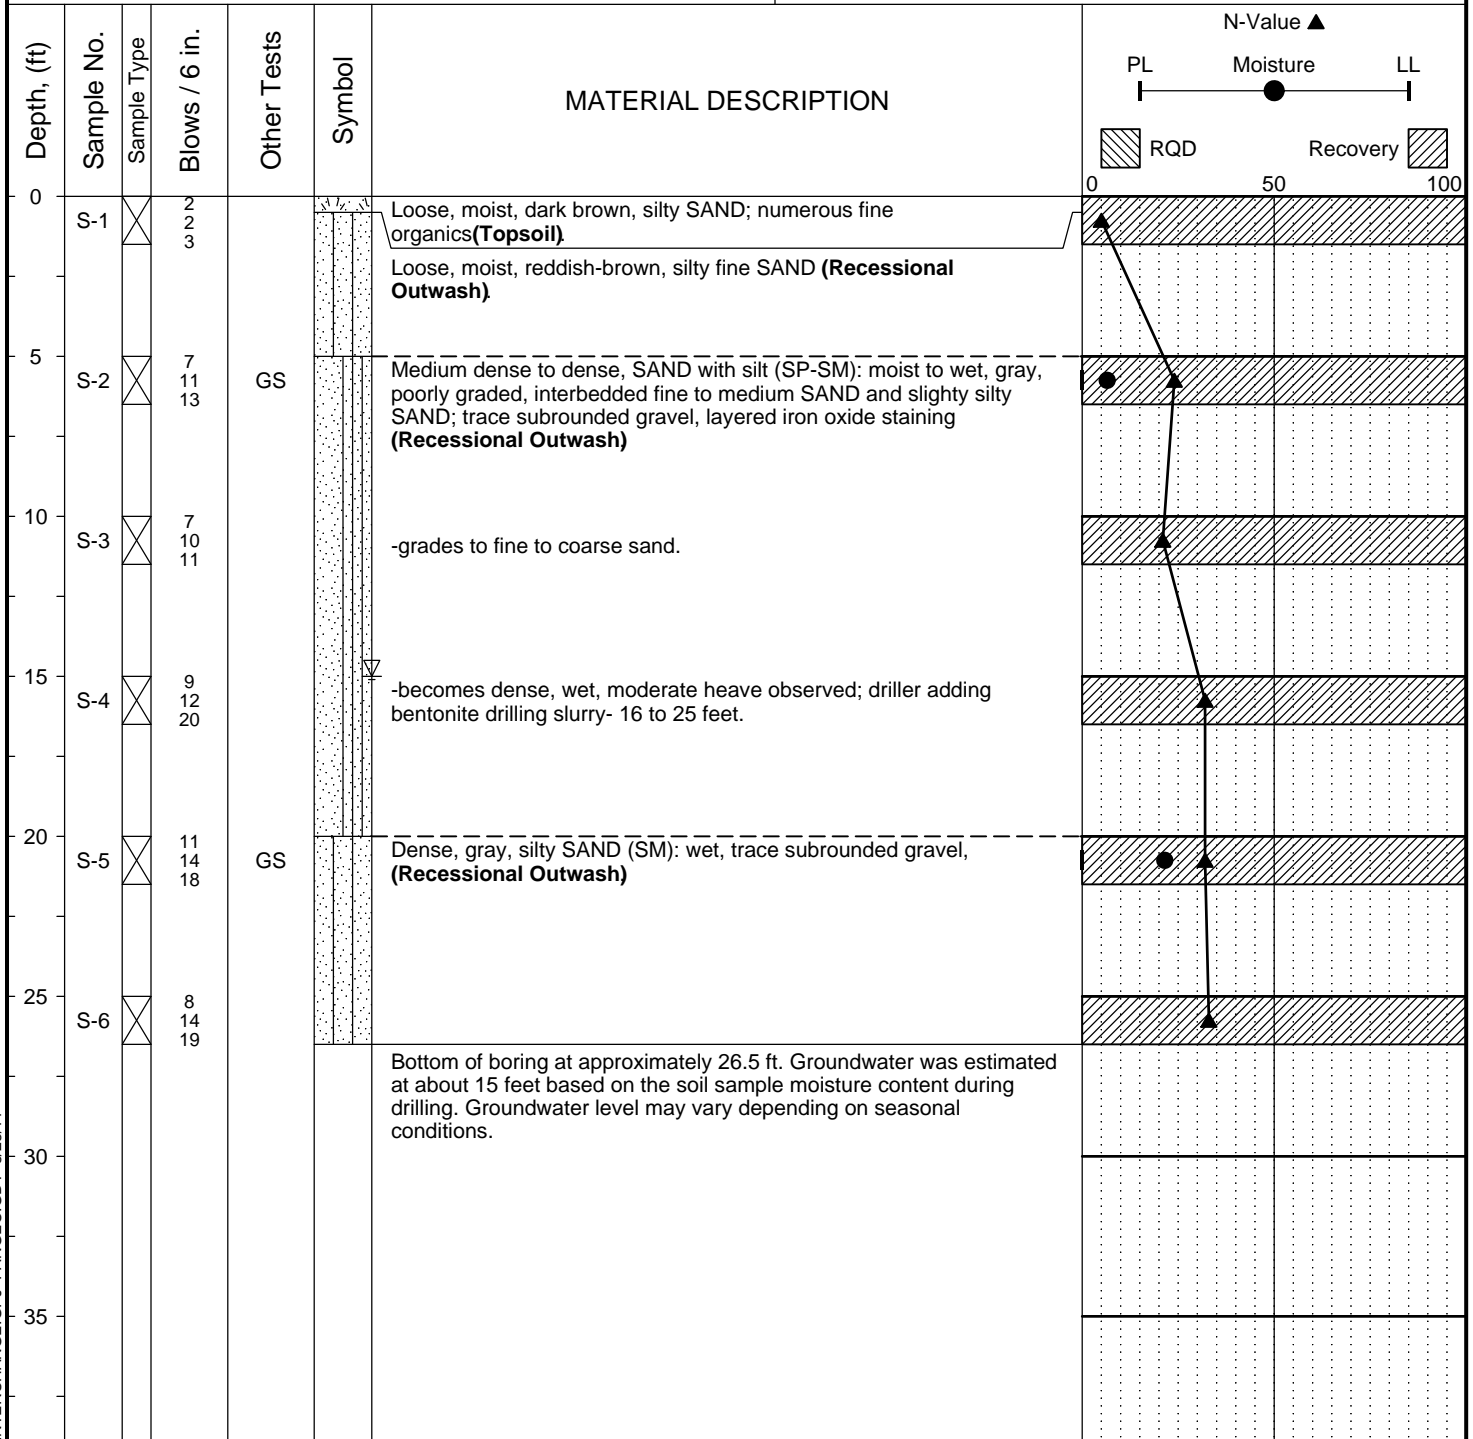 Depth, (ft)
Sample No.
Sample Type
Blows / 6 in.
Other Tests
Symbol
MATERIAL DESCRIPTION
N-Value
PL Moisture LL
RQD Recovery
0 50 100
0
S-1
2
2
3
Loose, moist, dark brown, silty SAND; numerous fine
organics(Topsoil).
Loose, moist, reddish-brown, silty fine SAND (Recessional
Outwash).
5
S-2
7
11
13
GS
Medium dense to dense, SAND with silt (SP-SM): moist to wet, gray,
poorly graded, interbedded fine to medium SAND and slighty silty
SAND; trace subrounded gravel, layered iron oxide staining
(Recessional Outwash)
10
S-3
7
10
11
-grades to fine to coarse sand.
15
S-4
9
12
20
-becomes dense, wet, moderate heave observed; driller adding
bentonite drilling slurry- 16 to 25 feet.
20
S-5
11
14
18
GS
Dense, gray, silty SAND (SM): wet, trace subrounded gravel,
(Recessional Outwash)
25
S-6
8
14
19
Bottom of boring at approximately 26.5 ft. Groundwater was estimated
at about 15 feet based on the soil sample moisture content during
drilling. Groundwater level may vary depending on seasonal
conditions.
30
35